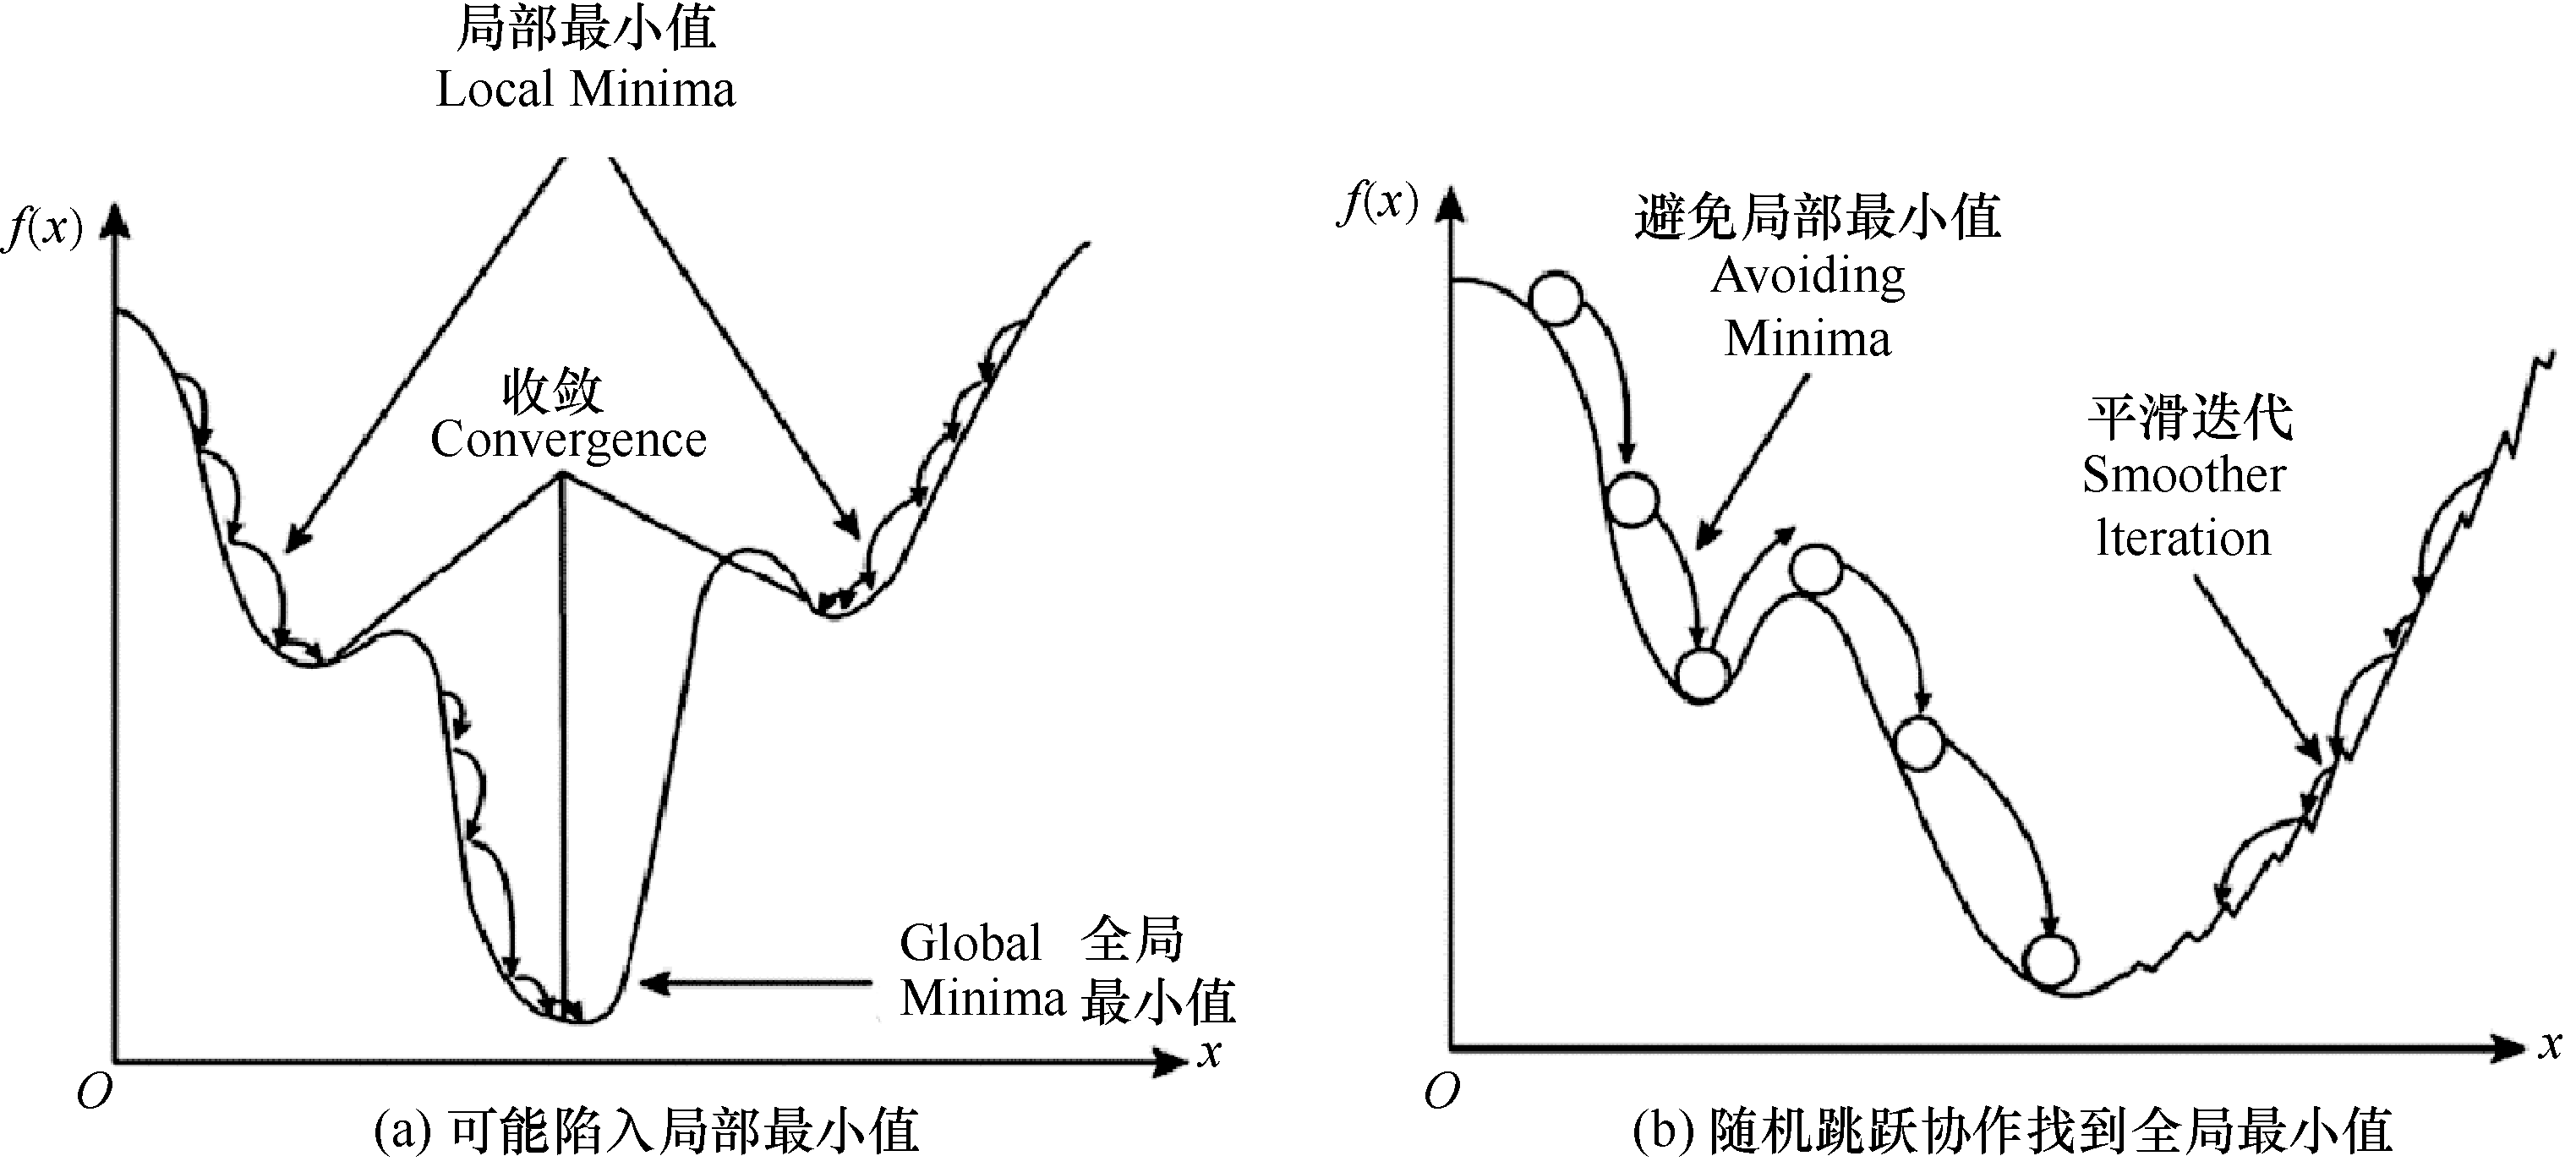 局部最小值
Local Minima
f(x)
收敛
Convergence
Global 全局
Minima 最小值
x
O
(a) 可能陷入局部最小值
f(x)
避免局部最小值
Avoiding
Minima
平滑迭代
Smoother
lteration
x
O
(b) 随机跳跃协作找到全局最小值